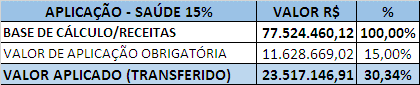 APLICAÇÃO - SAÚDE 15% VALOR R$ %
BASE DE CÁLCULO/RECEITAS 77.524.460,12 100,00%
VALOR DE APLICAÇÃO OBRIGATÓRIA 11.628.669,02 15,00%
VALOR APLICADO (TRANSFERIDO) 23.517.146,91 30,34%